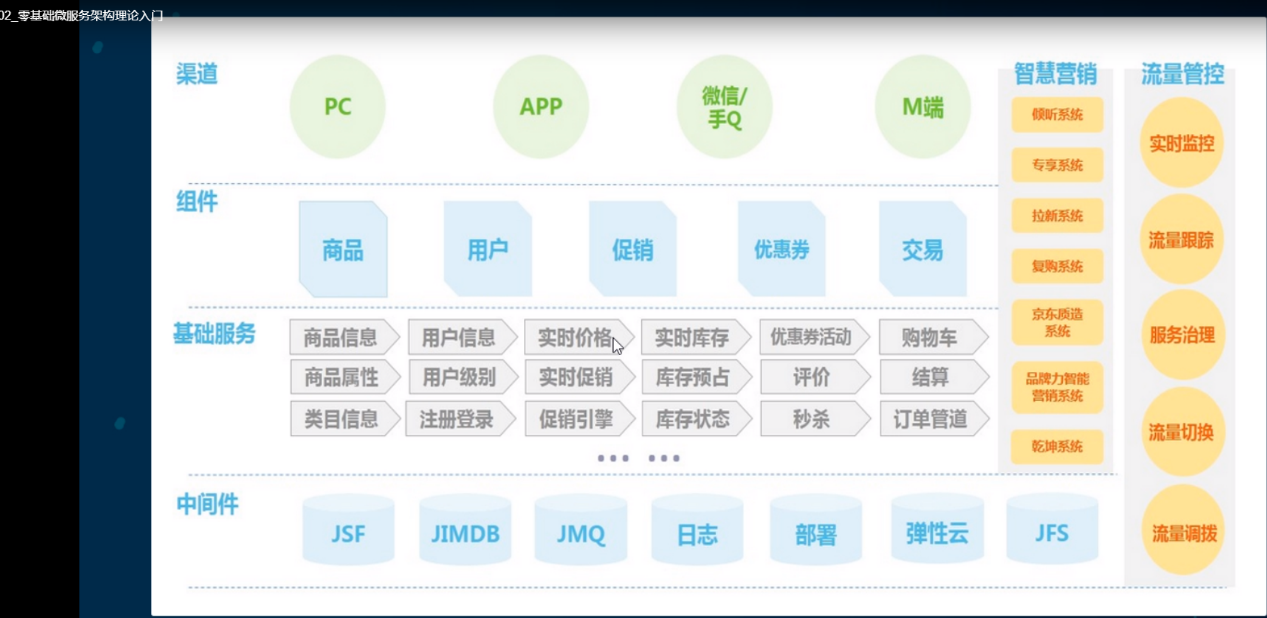 02_零基础微服务架构理论入门
渠道
PC
APP
微信/
手Q
M端
组件
商品
用户
促销
优惠券
交易
基础服务
商品信息
用户信息
实时价格
实时库存
优惠券活动
购物车
商品属性
用户级别
实时促销
库存预占
评价
结算
类目信息
注册登录
促销引擎
库存状态
秒杀
订单管道
••• •••
中间件
JSF
JIMDB
JMQ
日志
部署
弹性云
JFS
智慧营销
倾听系统
专享系统
拉新系统
复购系统
京东质造
系统
品牌力智能
营销系统
乾坤系统
流量管控
实时监控
流量跟踪
服务治理
流量切换
流量调拨